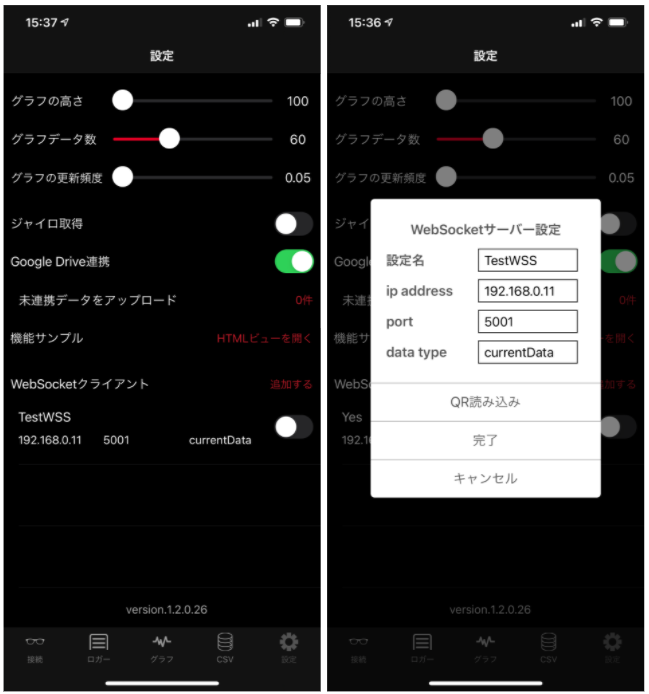 15:37
設定
グラフの高さ 100
グラフデータ数 60
グラフの更新頻度 0.05
ジャイロ取得
Google Drive連携
未連携データをアップロード 0件
機能サンプル HTMLビューを開く
WebSocketクライアント 追加する
TestWSS
192.168.0.11 5001 currentData
version.1.2.0.26
接続 ロガー グラフ CSV 設定
15:36
設定
グラフの高さ 100
グラフデータ数 60
グラフの更新頻度 0.05
ジャイ
Googl
未連
0件
機能サ
を開く
WebSo
加する
Yes
192.1
WebSocketサーバー設定
設定名 TestWSS
ip address 192.168.0.11
port 5001
data type currentData
QR読み込み
完了
キャンセル
version.1.2.0.26
接続 ロガー グラフ CSV 設定